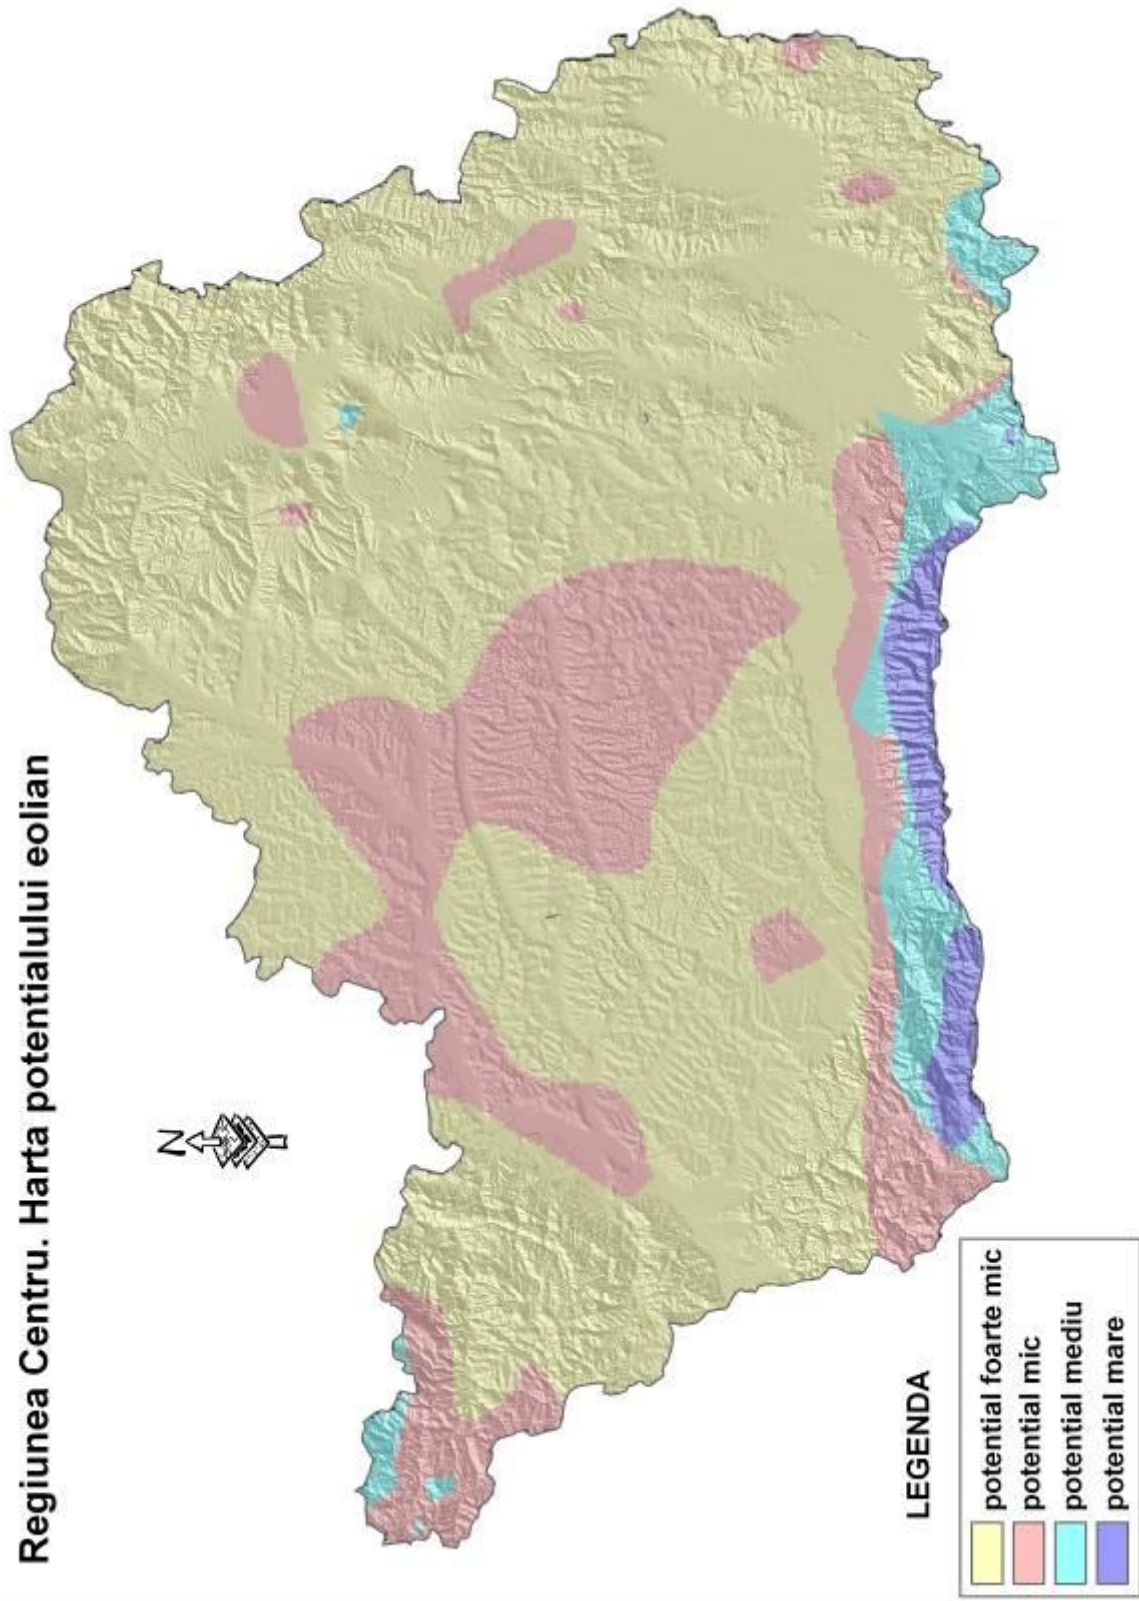 Regiunea Centru. Harta potentialului eolian
N
LEGENDA
potential foarte mic
potential mic
potential mediu
potential mare